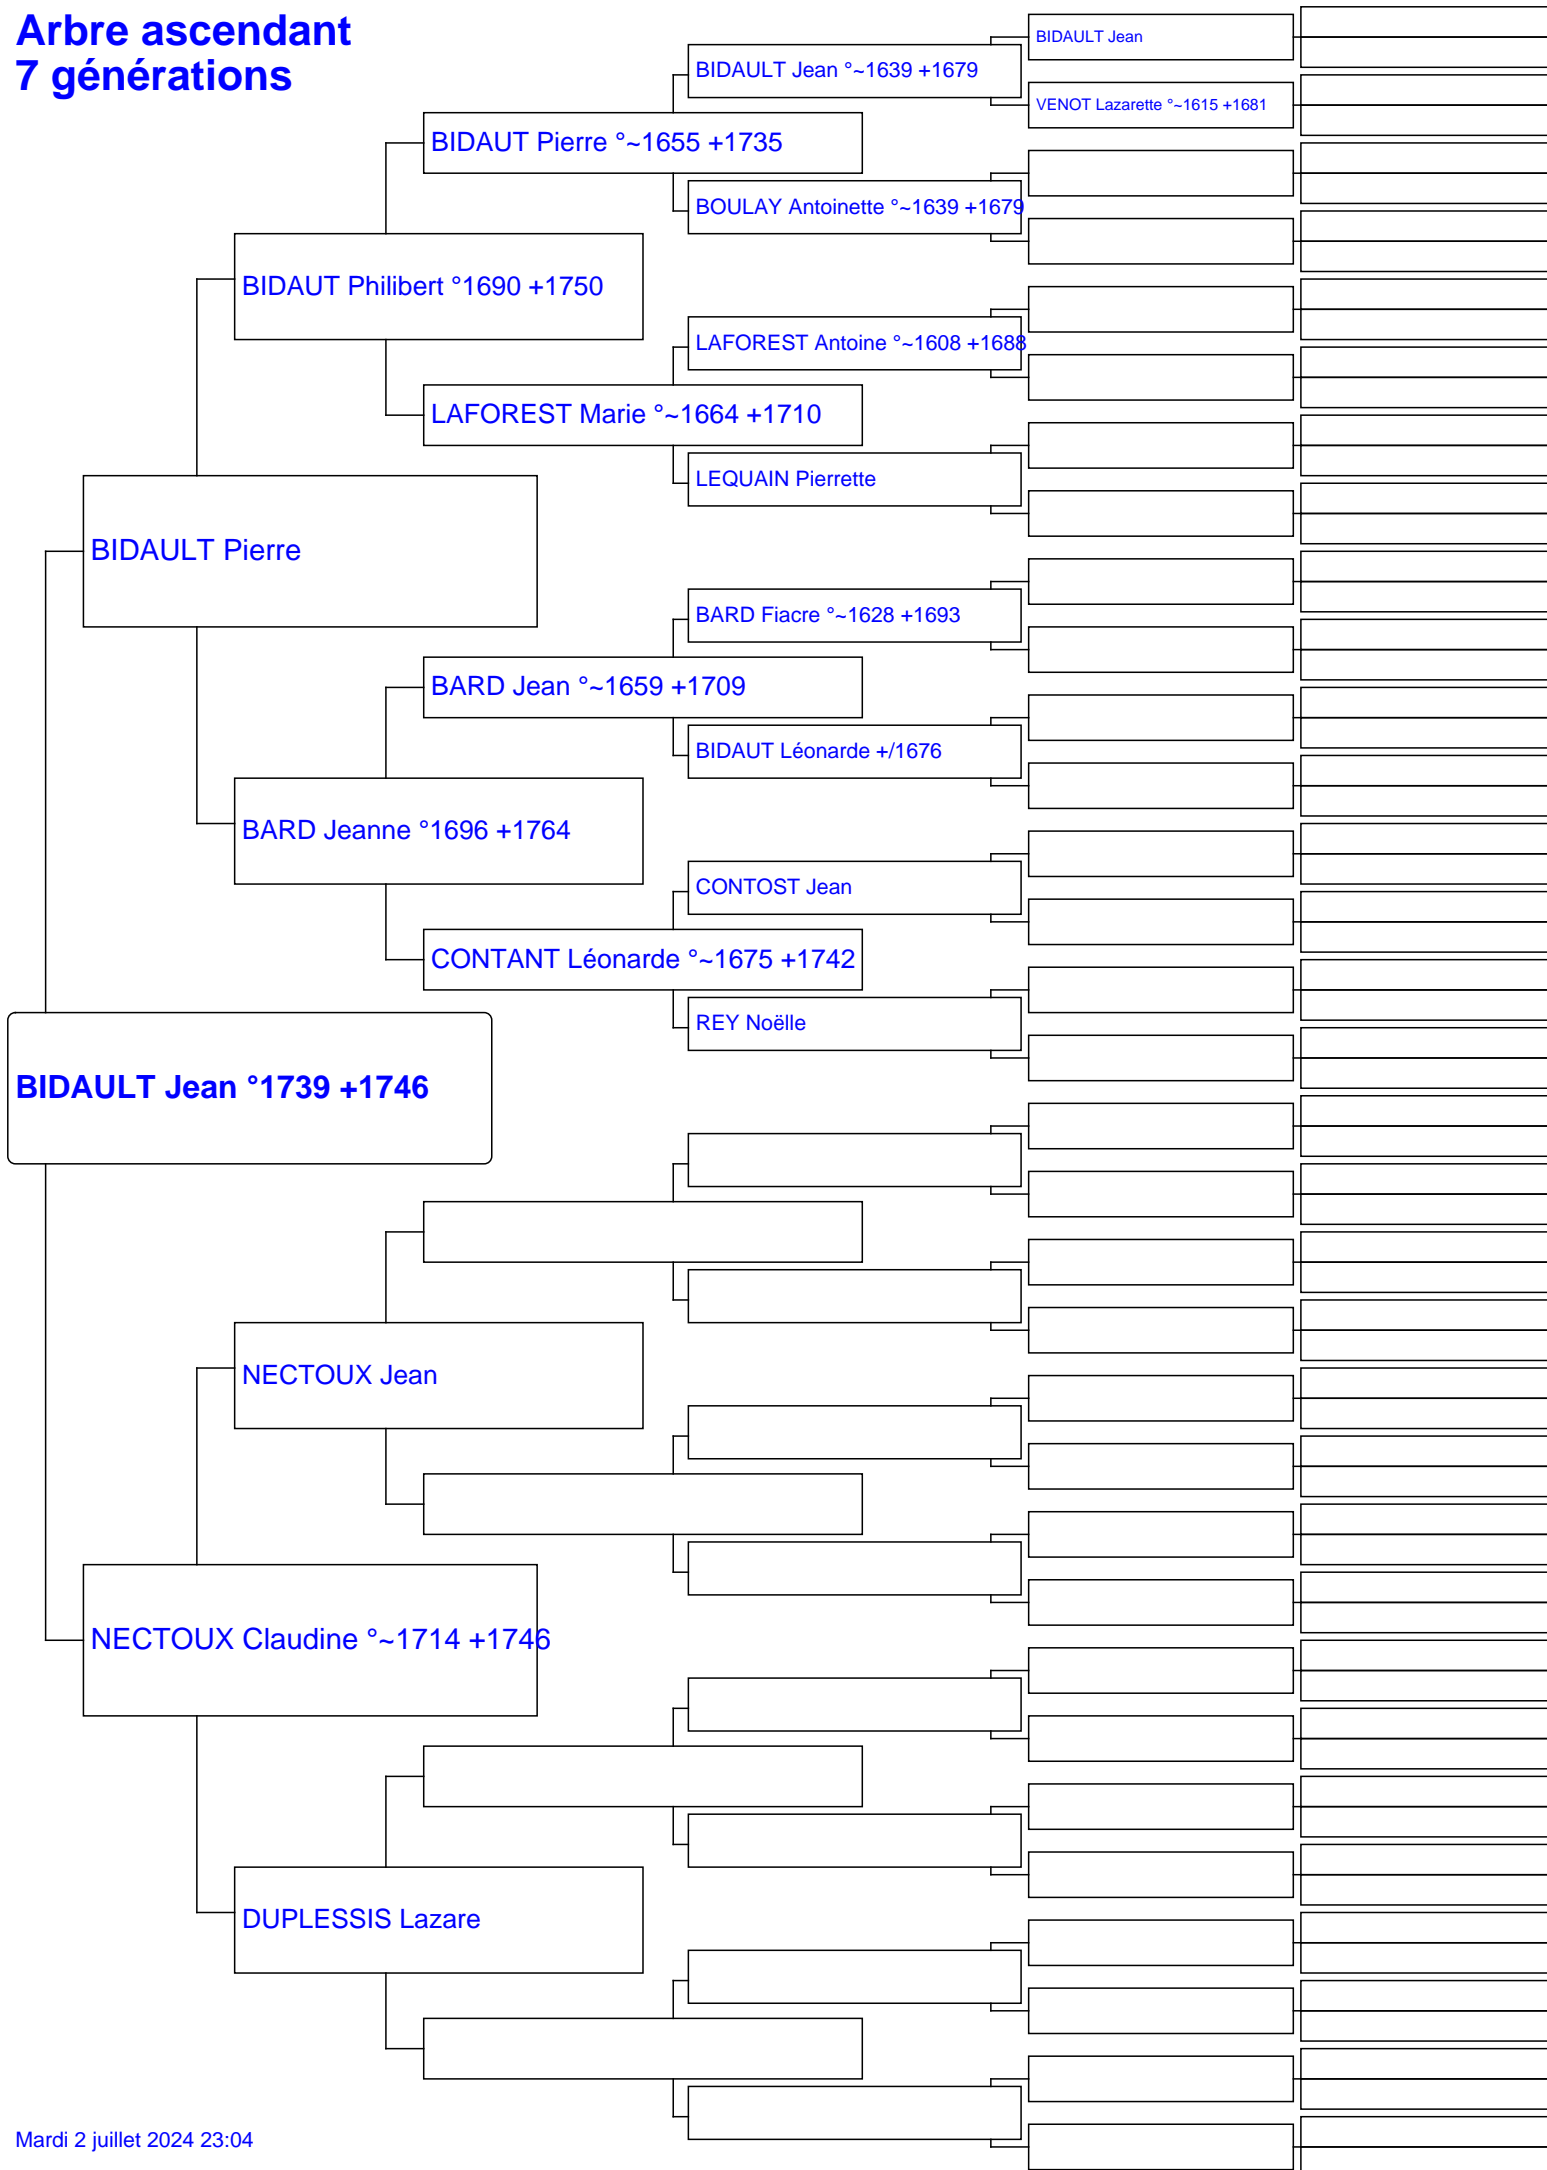 Arbre ascendant
7 générations
BIDAULT Jean
BIDAULT Jean °~1639 +1679
VENOT Lazarette °~1615 +1681
BIDAUT Pierre °~1655 +1735
BOULAY Antoinette °~1639 +1679
BIDAUT Philibert °1690 +1750
LAFOREST Antoine °~1608 +1688
LAFOREST Marie °~1664 +1710
LEQUAIN Pierrette
BIDAULT Pierre
BARD Fiacre °~1628 +1693
BARD Jean °~1659 +1709
BIDAUT Léonarde +/1676
BARD Jeanne °1696 +1764
CONTOST Jean
CONTANT Léonarde °~1675 +1742
REY Noëlle
BIDAULT Jean °1739 +1746
NECTOUX Jean
NECTOUX Claudine °~1714 +1746
DUPLESSIS Lazare
Mardi 2 juillet 2024 23:04